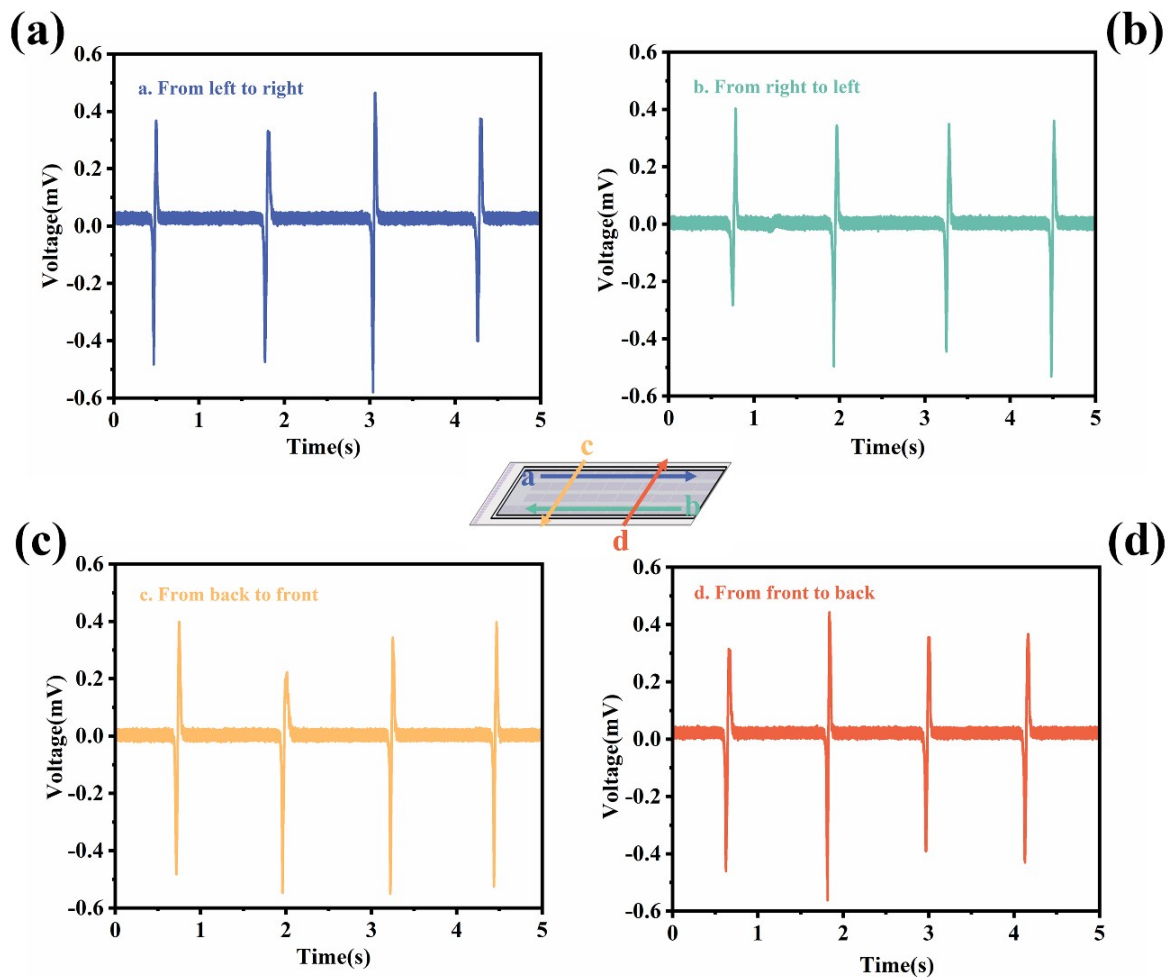 (a)
(b)
0.6
0.4
0.2
0.0
-0.2
-0.4
-0.6
Voltage(mV)
a. From left to right
0 1 2 3 4 5
Time(s)
0.6
0.4
0.2
0.0
-0.2
-0.4
-0.6
Voltage(mV)
b. From right to left
0 1 2 3 4 5
Time(s)
c
a
b
d
(c)
(d)
0.6
0.4
0.2
0.0
-0.2
-0.4
-0.6
Voltage(mV)
c. From back to front
0 1 2 3 4 5
Time(s)
0.6
0.4
0.2
0.0
-0.2
-0.4
-0.6
Voltage(mV)
d. From front to back
0 1 2 3 4 5
Time(s)